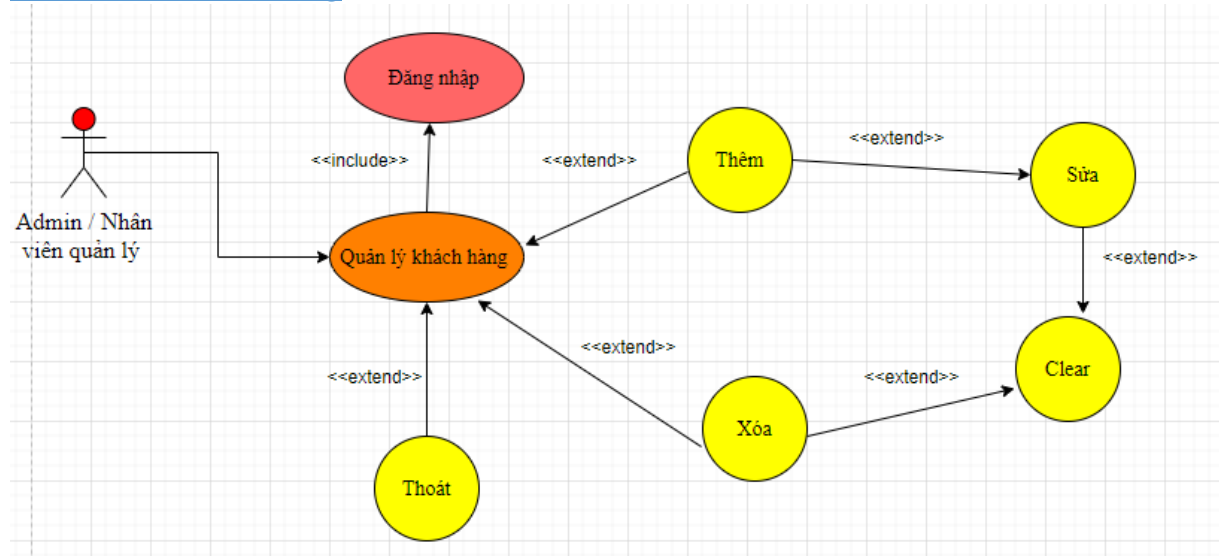 Đăng nhập
<<include>>
<<extend>>
Thêm
<<extend>>
Sửa
Admin / Nhân
viên quản lý
Quản lý khách hàng
<<extend>>
<<extend>>
<<extend>>
<<extend>>
Clear
Xóa
Thoát